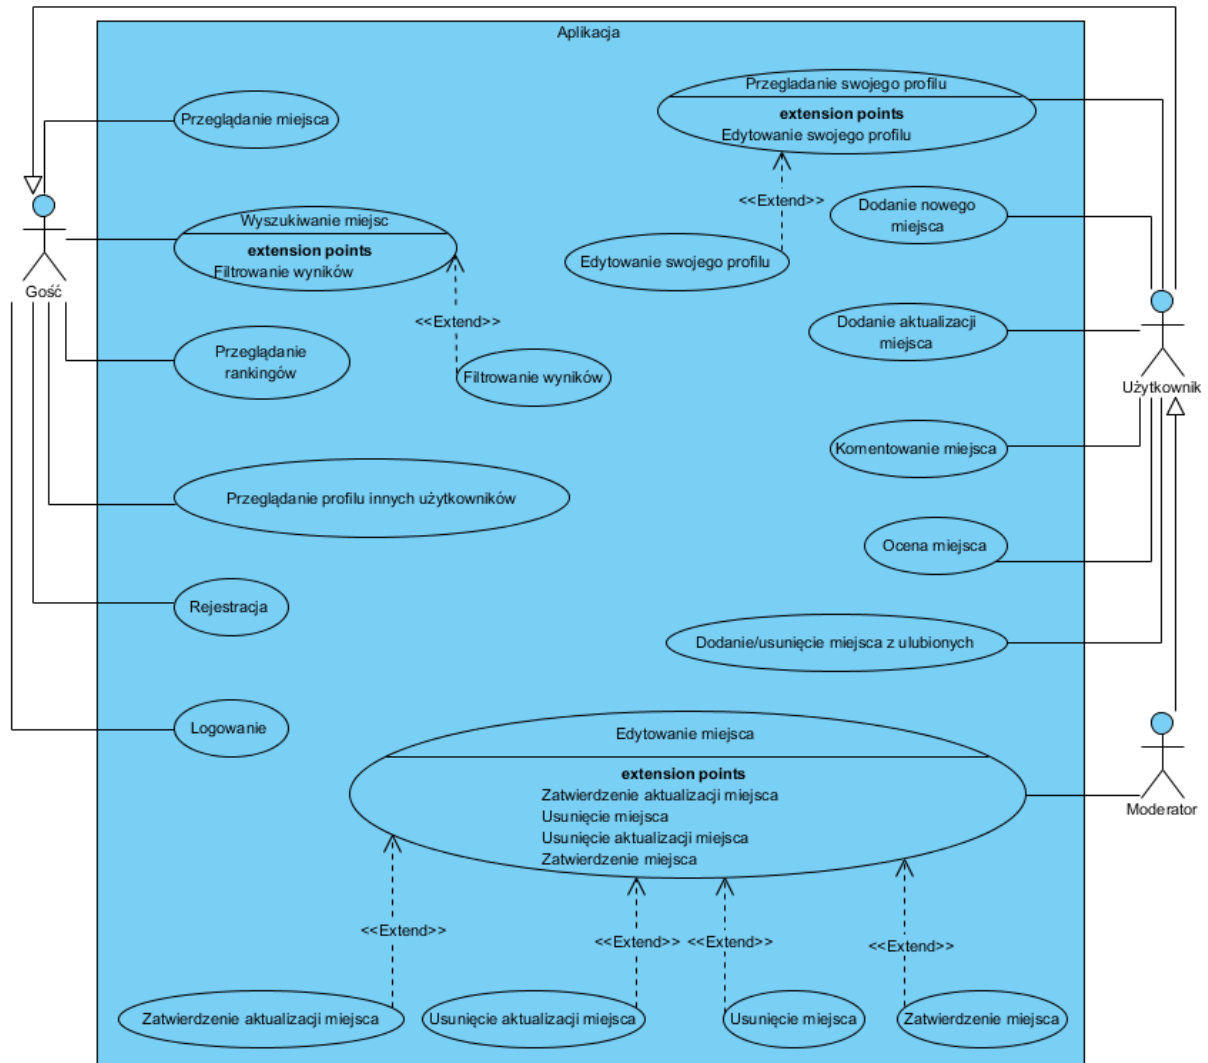 Aplikacja
Przegladanie swojego profilu
extension points
Edytowanie swojego profilu
Przeglądanie miejsca
<<Extend>>
Dodanie nowego
miejsca
Wyszukiwanie miejsc
extension points
Filtrowanie wyników
Edytowanie swojego profilu
Gość
<<Extend>>
Dodanie aktualizacji
miejsca
Przeglądanie
rankingów
Filtrowanie wyników
Użytkownik
Komentowanie miejsca
Przeglądanie profilu innych użytkowników
Ocena miejsca
Rejestracja
Dodanie/usunięcie miejsca z ulubionych
Logowanie
Edytowanie miejsca
extension points
Zatwierdzenie aktualizacji miejsca
Usunięcie miejsca
Usunięcie aktualizacji miejsca
Zatwierdzenie miejsca
Moderator
<<Extend>>
<<Extend>>
<<Extend>>
<<Extend>>
Zatwierdzenie aktualizacji miejsca
Usunięcie aktualizacji miejsca
Usunięcie miejsca
Zatwierdzenie miejsca